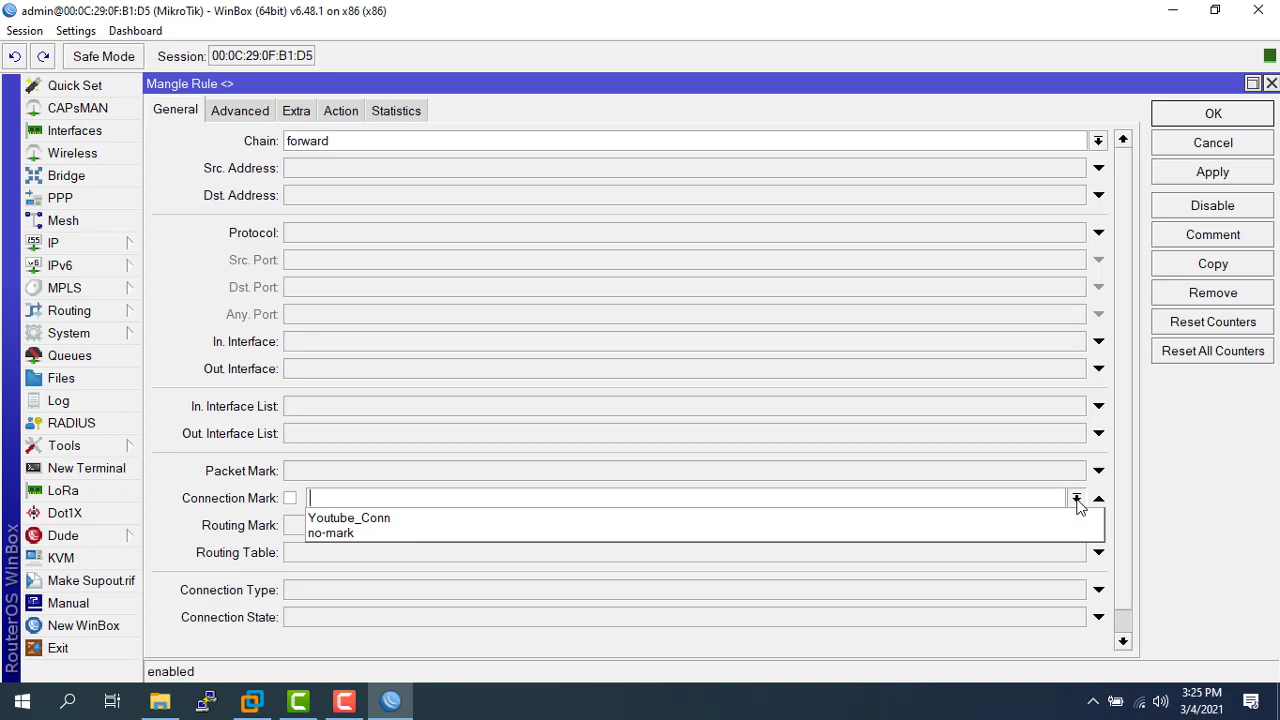 admin@00:0C:29:0F:B1:D5 (MikroTik) - WinBox (64bit) v6.48.1 on x86 (x86)
Session Settings Dashboard
Safe Mode Session: 00:0C:29:0F:B1:D5
Quick Set
CAPsMAN
Interfaces
Wireless
Bridge
PPP
Mesh
IP
IPv6
MPLS
Routing
System
Queues
Files
Log
RADIUS
Tools
New Terminal
LoRa
Dot1X
Dude
KVM
Make Supout.rif
Manual
New WinBox
Exit
RouterOS WinBox
Mangle Rule <>
General Advanced Extra Action Statistics
Chain: forward
Src. Address:
Dst. Address:
Protocol:
Src. Port:
Dst. Port:
Any. Port:
In. Interface:
Out. Interface:
In. Interface List:
Out. Interface List:
Packet Mark:
Connection Mark:
Youtube_Conn
no-mark
Routing Mark:
Routing Table:
Connection Type:
Connection State:
OK
Cancel
Apply
Disable
Comment
Copy
Remove
Reset Counters
Reset All Counters
enabled
3:25 PM
3/4/2021